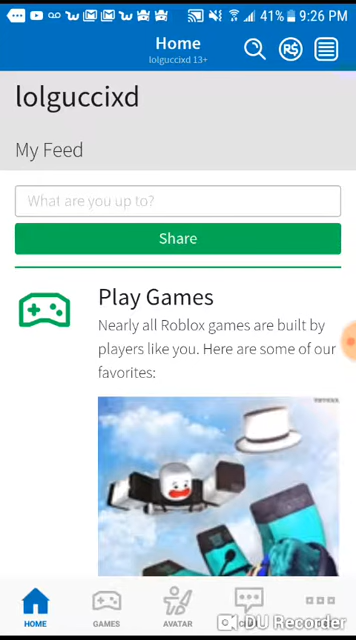 41% 9:26 PM
Home
lolguccixd 13+
R$
lolguccixd
My Feed
What are you up to?
Share
Play Games
Nearly all Roblox games are built by
players like you. Here are some of our
favorites:
HOME
GAMES
AVATAR
DU Recorder